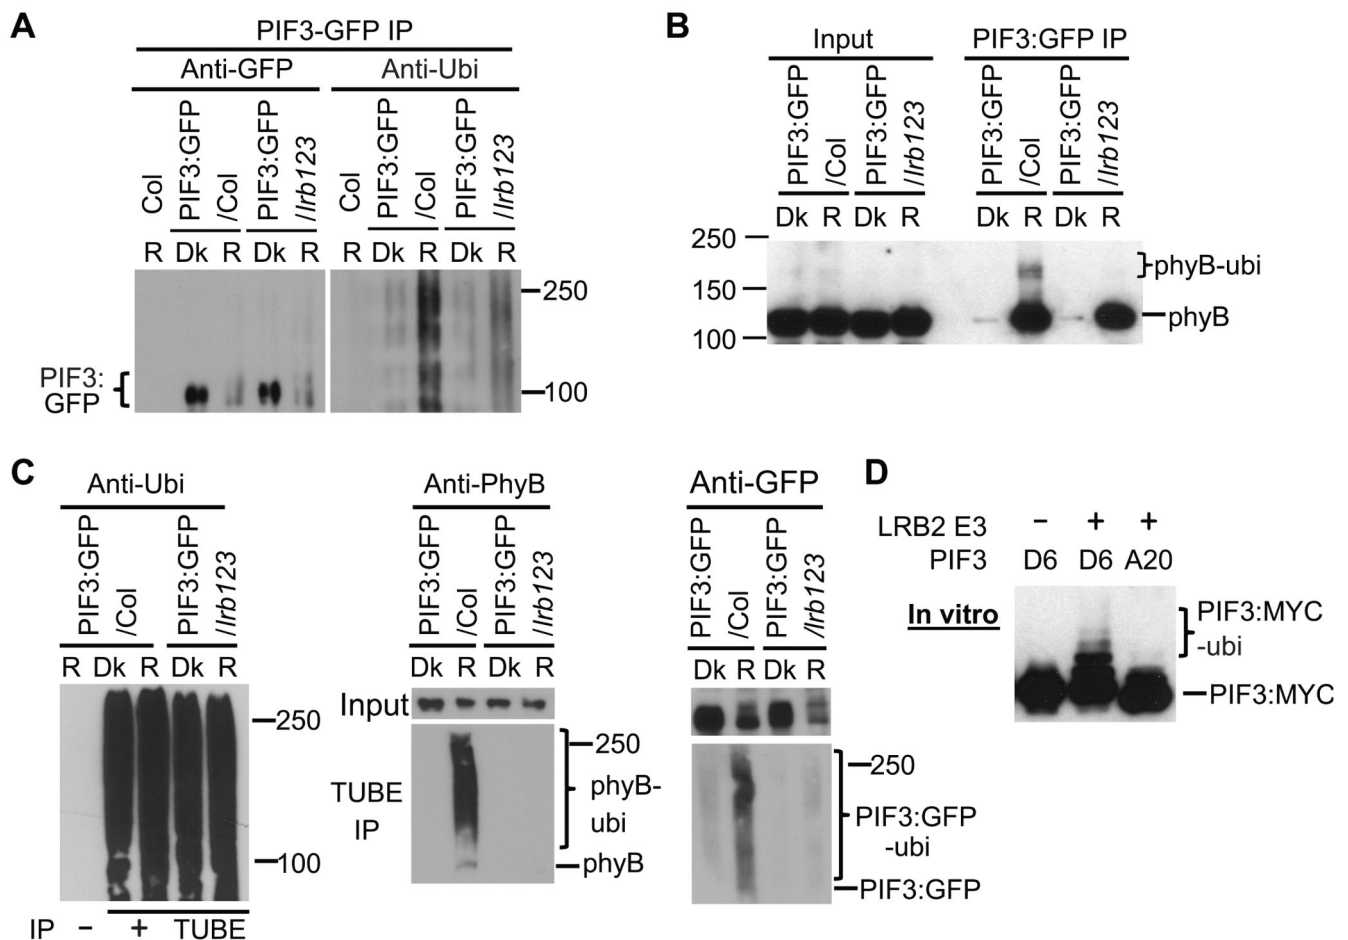 A
PIF3-GFP IP
Anti-GFP Anti-Ubi
Col PIF3:GFP /Col PIF3:GFP /lrb123 Col PIF3:GFP /Col PIF3:GFP /lrb123
R Dk R Dk R R Dk R Dk R
250
PIF3:
GFP
100
B
Input PIF3:GFP IP
PIF3:GFP /Col PIF3:GFP /lrb123 PIF3:GFP /Col PIF3:GFP /lrb123
Dk R Dk R Dk R Dk R
250
phyB-ubi
150
phyB
100
C
Anti-Ubi
PIF3:GFP /Col PIF3:GFP /lrb123
R Dk R Dk R
250
100
IP - + TUBE
Anti-PhyB
PIF3:GFP /Col PIF3:GFP /lrb123
Dk R Dk R
Input
250
TUBE
IP
phyB-
ubi
phyB
Anti-GFP
PIF3:GFP /Col PIF3:GFP /lrb123
Dk R Dk R
250
PIF3:GFP
-ubi
PIF3:GFP
D
LRB2 E3 - + +
PIF3 D6 D6 A20
In vitro
PIF3:MYC
-ubi
PIF3:MYC